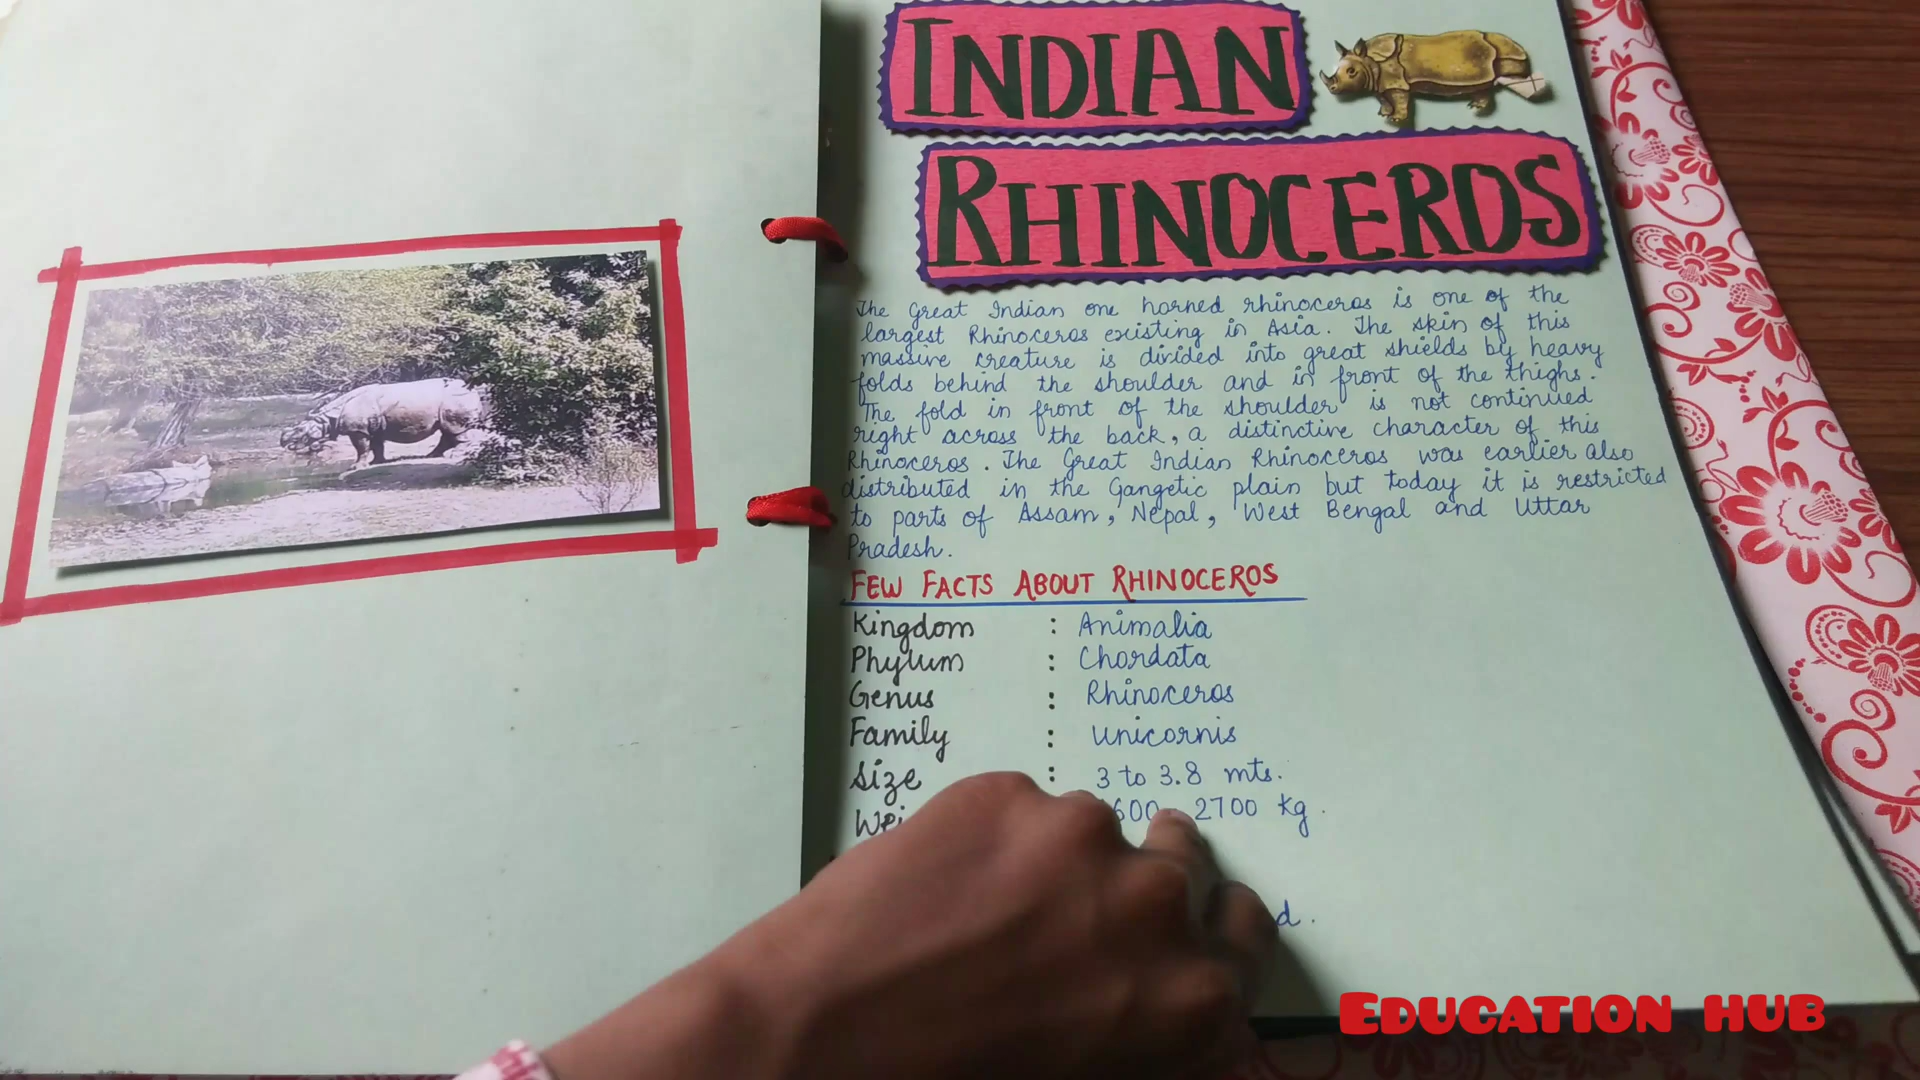 INDIAN
RHINOCEROS
The Great Indian one horned rhinoceros is one of the
largest Rhinoceros existing in Asia. The skin of this
massive creature is divided into great shields by heavy
folds behind the shoulder and in front of the thighs.
The fold in front of the shoulder is not continued
right across the back, a distinctive character of this
Rhinoceros. The Great Indian Rhinoceros was earlier also
distributed in the Gangetic plain but today it is restricted
to parts of Assam, Nepal, West Bengal and Uttar
Pradesh.
FEW FACTS ABOUT RHINOCEROS
Kingdom : Animalia
Phylum : Chordata
Genus : Rhinoceros
Family : Unicornis
Size : 3 to 3.8 mts.
2700 Kg.
EDUCATION HUB